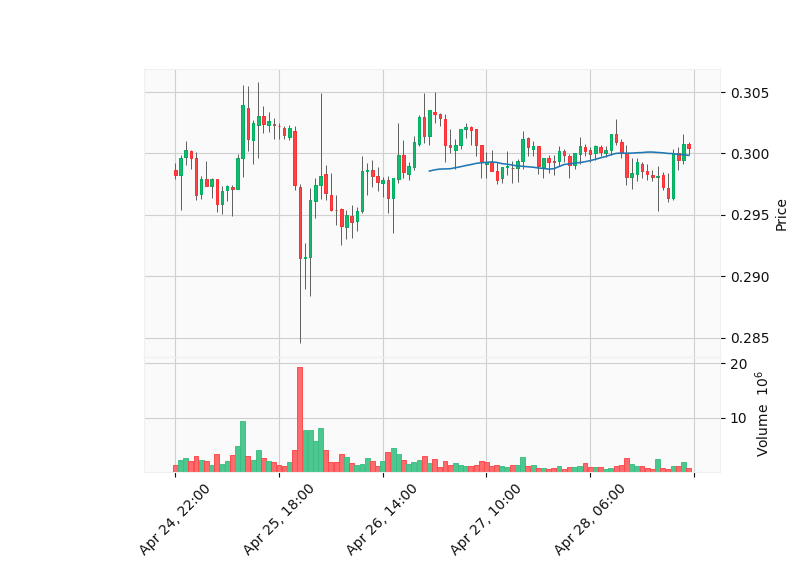 0.305
0.300
0.295
0.290
0.285
Price
20
10
Volume 10^6
Apr 24, 22:00
Apr 25, 18:00
Apr 26, 14:00
Apr 27, 10:00
Apr 28, 06:00